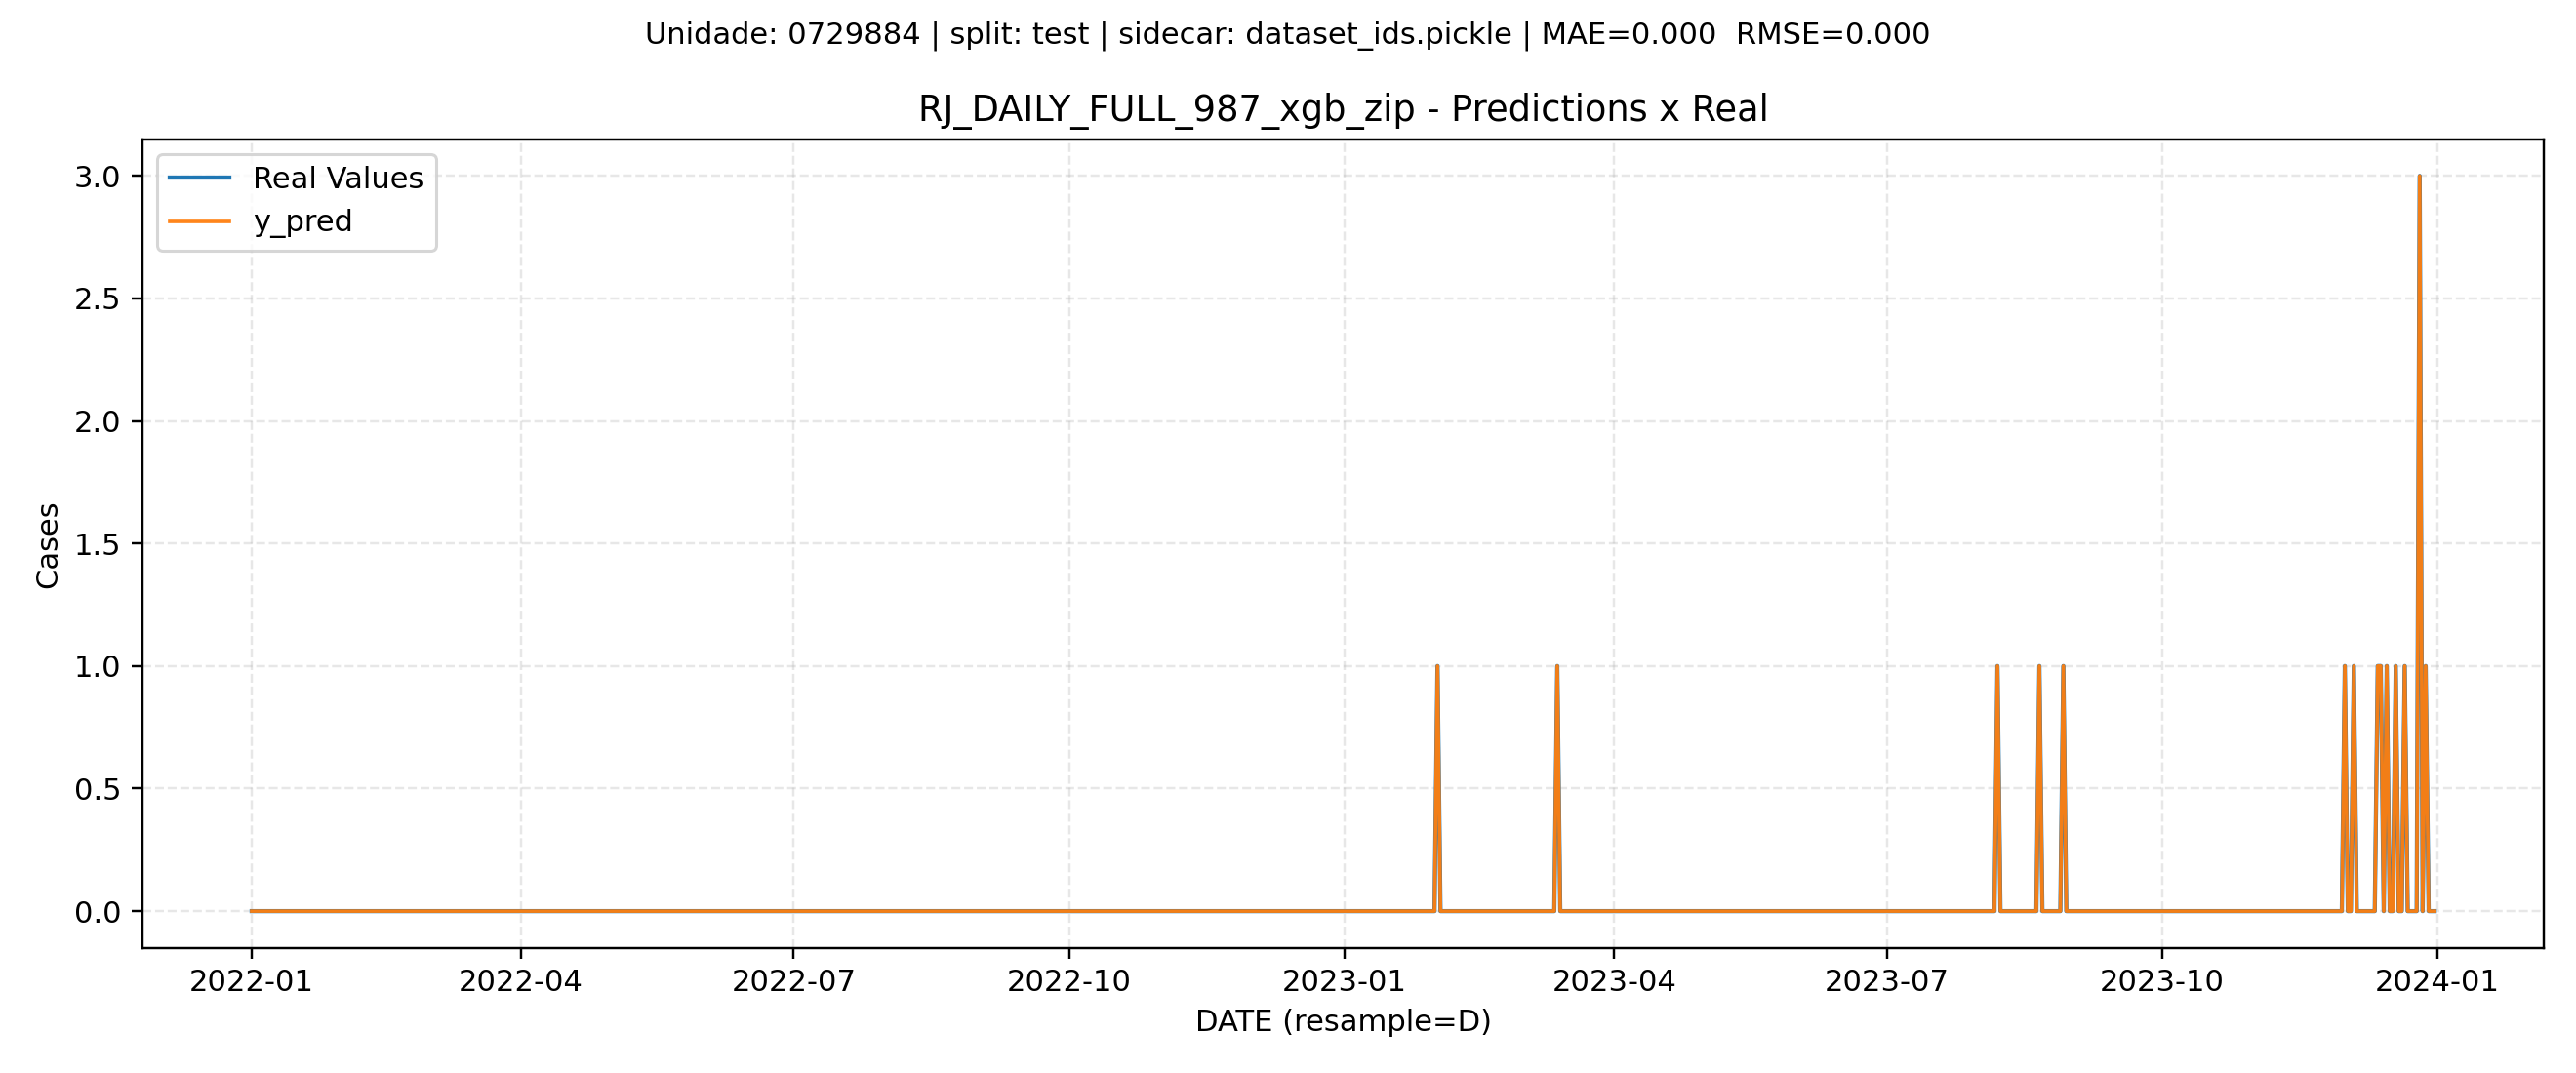 Unidade: 0729884 | split: test | sidecar: dataset_ids.pickle | MAE=0.000  RMSE=0.000
RJ_DAILY_FULL_987_xgb_zip - Predictions x Real
Real Values
y_pred
Cases
3.0
2.5
2.0
1.5
1.0
0.5
0.0
2022-01 2022-04 2022-07 2022-10 2023-01 2023-04 2023-07 2023-10 2024-01
DATE (resample=D)